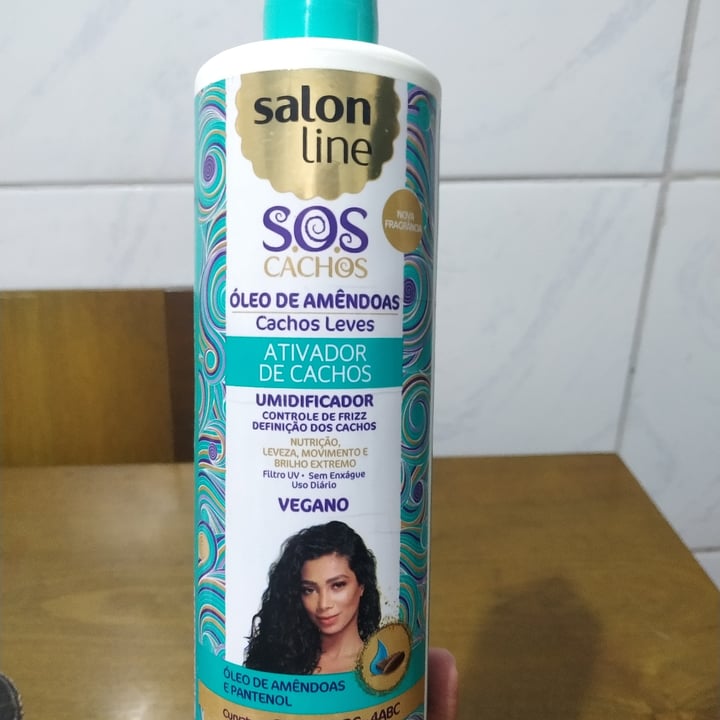 salon
line
S.O.S
CACHOS
NOVA
FRAGRÂNCIA
ÓLEO DE AMÊNDOAS
Cachos Leves
ATIVADOR
DE CACHOS
UMIDIFICADOR
CONTROLE DE FRIZZ
DEFINIÇÃO DOS CACHOS
NUTRIÇÃO,
LEVEZA, MOVIMENTO E
BRILHO EXTREMO
Filtro UV • Sem Enxágue
Uso Diário
VEGANO
ÓLEO DE AMÊNDOAS
E PANTENOL
4ABC